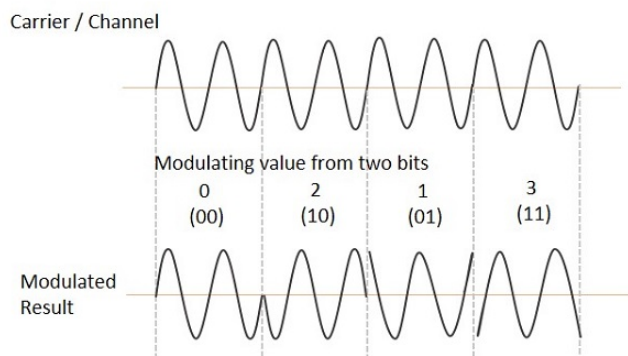 Carrier / Channel
Modulating value from two bits
0 2 1 3
(00) (10) (01) (11)
Modulated
Result